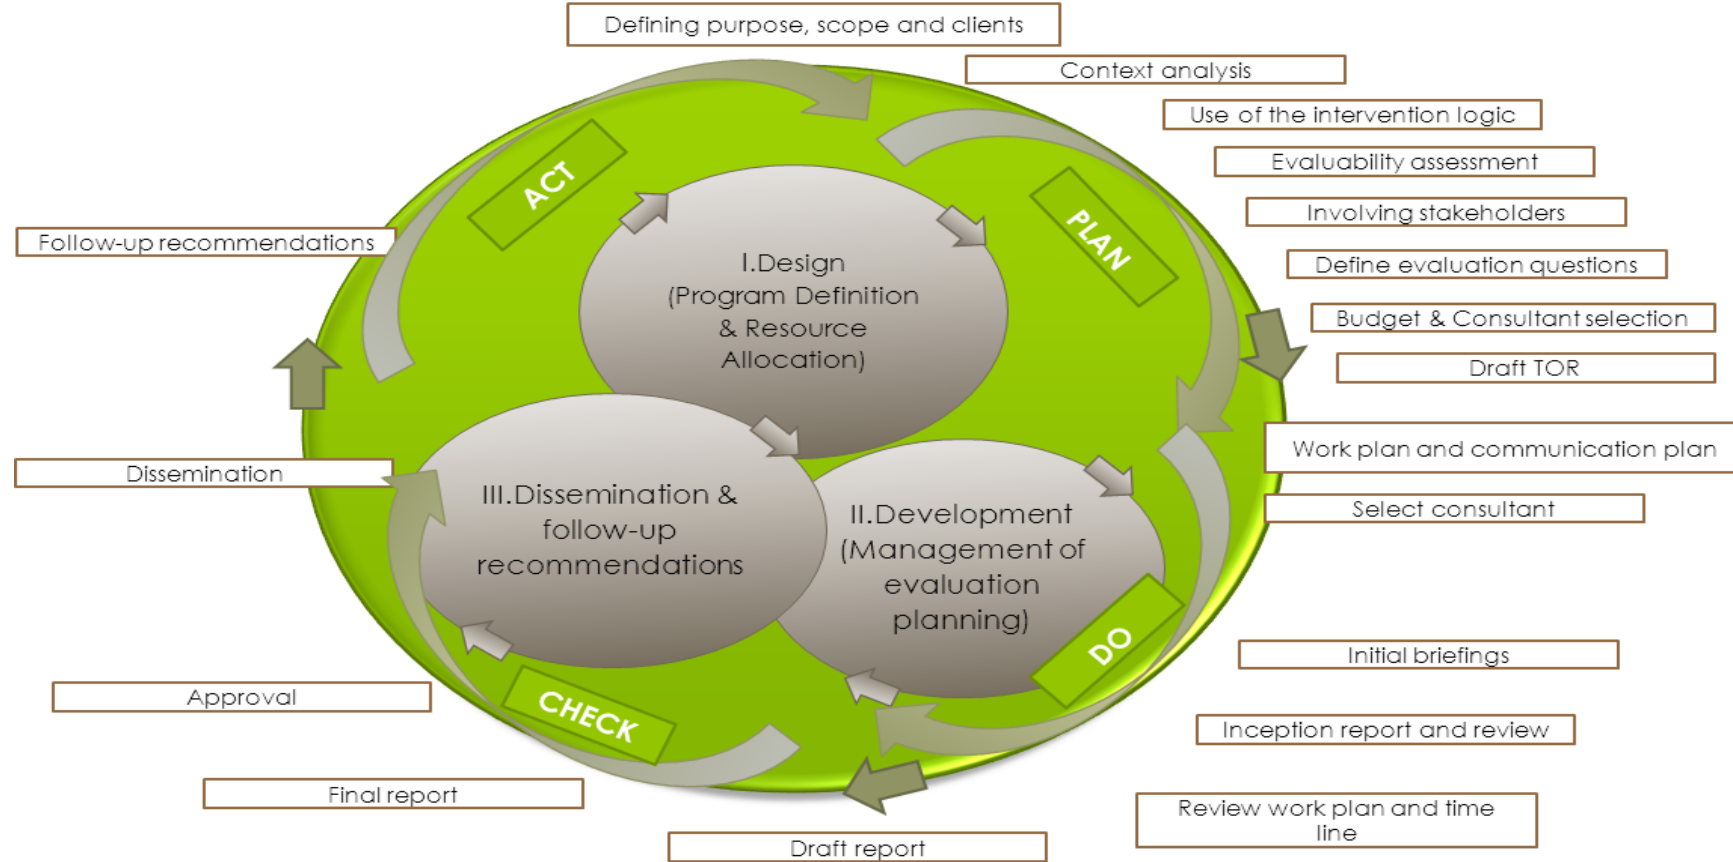 Defining purpose, scope and clients
Context analysis
Use of the intervention logic
Evaluability assessment
Involving stakeholders
Define evaluation questions
Budget & Consultant selection
Draft TOR
Work plan and communication plan
Select consultant
Initial briefings
Inception report and review
Review work plan and time
line
Draft report
Final report
Approval
Dissemination
Follow-up recommendations
ACT
PLAN
DO
CHECK
I.Design
(Program Definition
& Resource
Allocation)
II.Development
(Management of
evaluation
planning)
III.Dissemination &
follow-up
recommendations